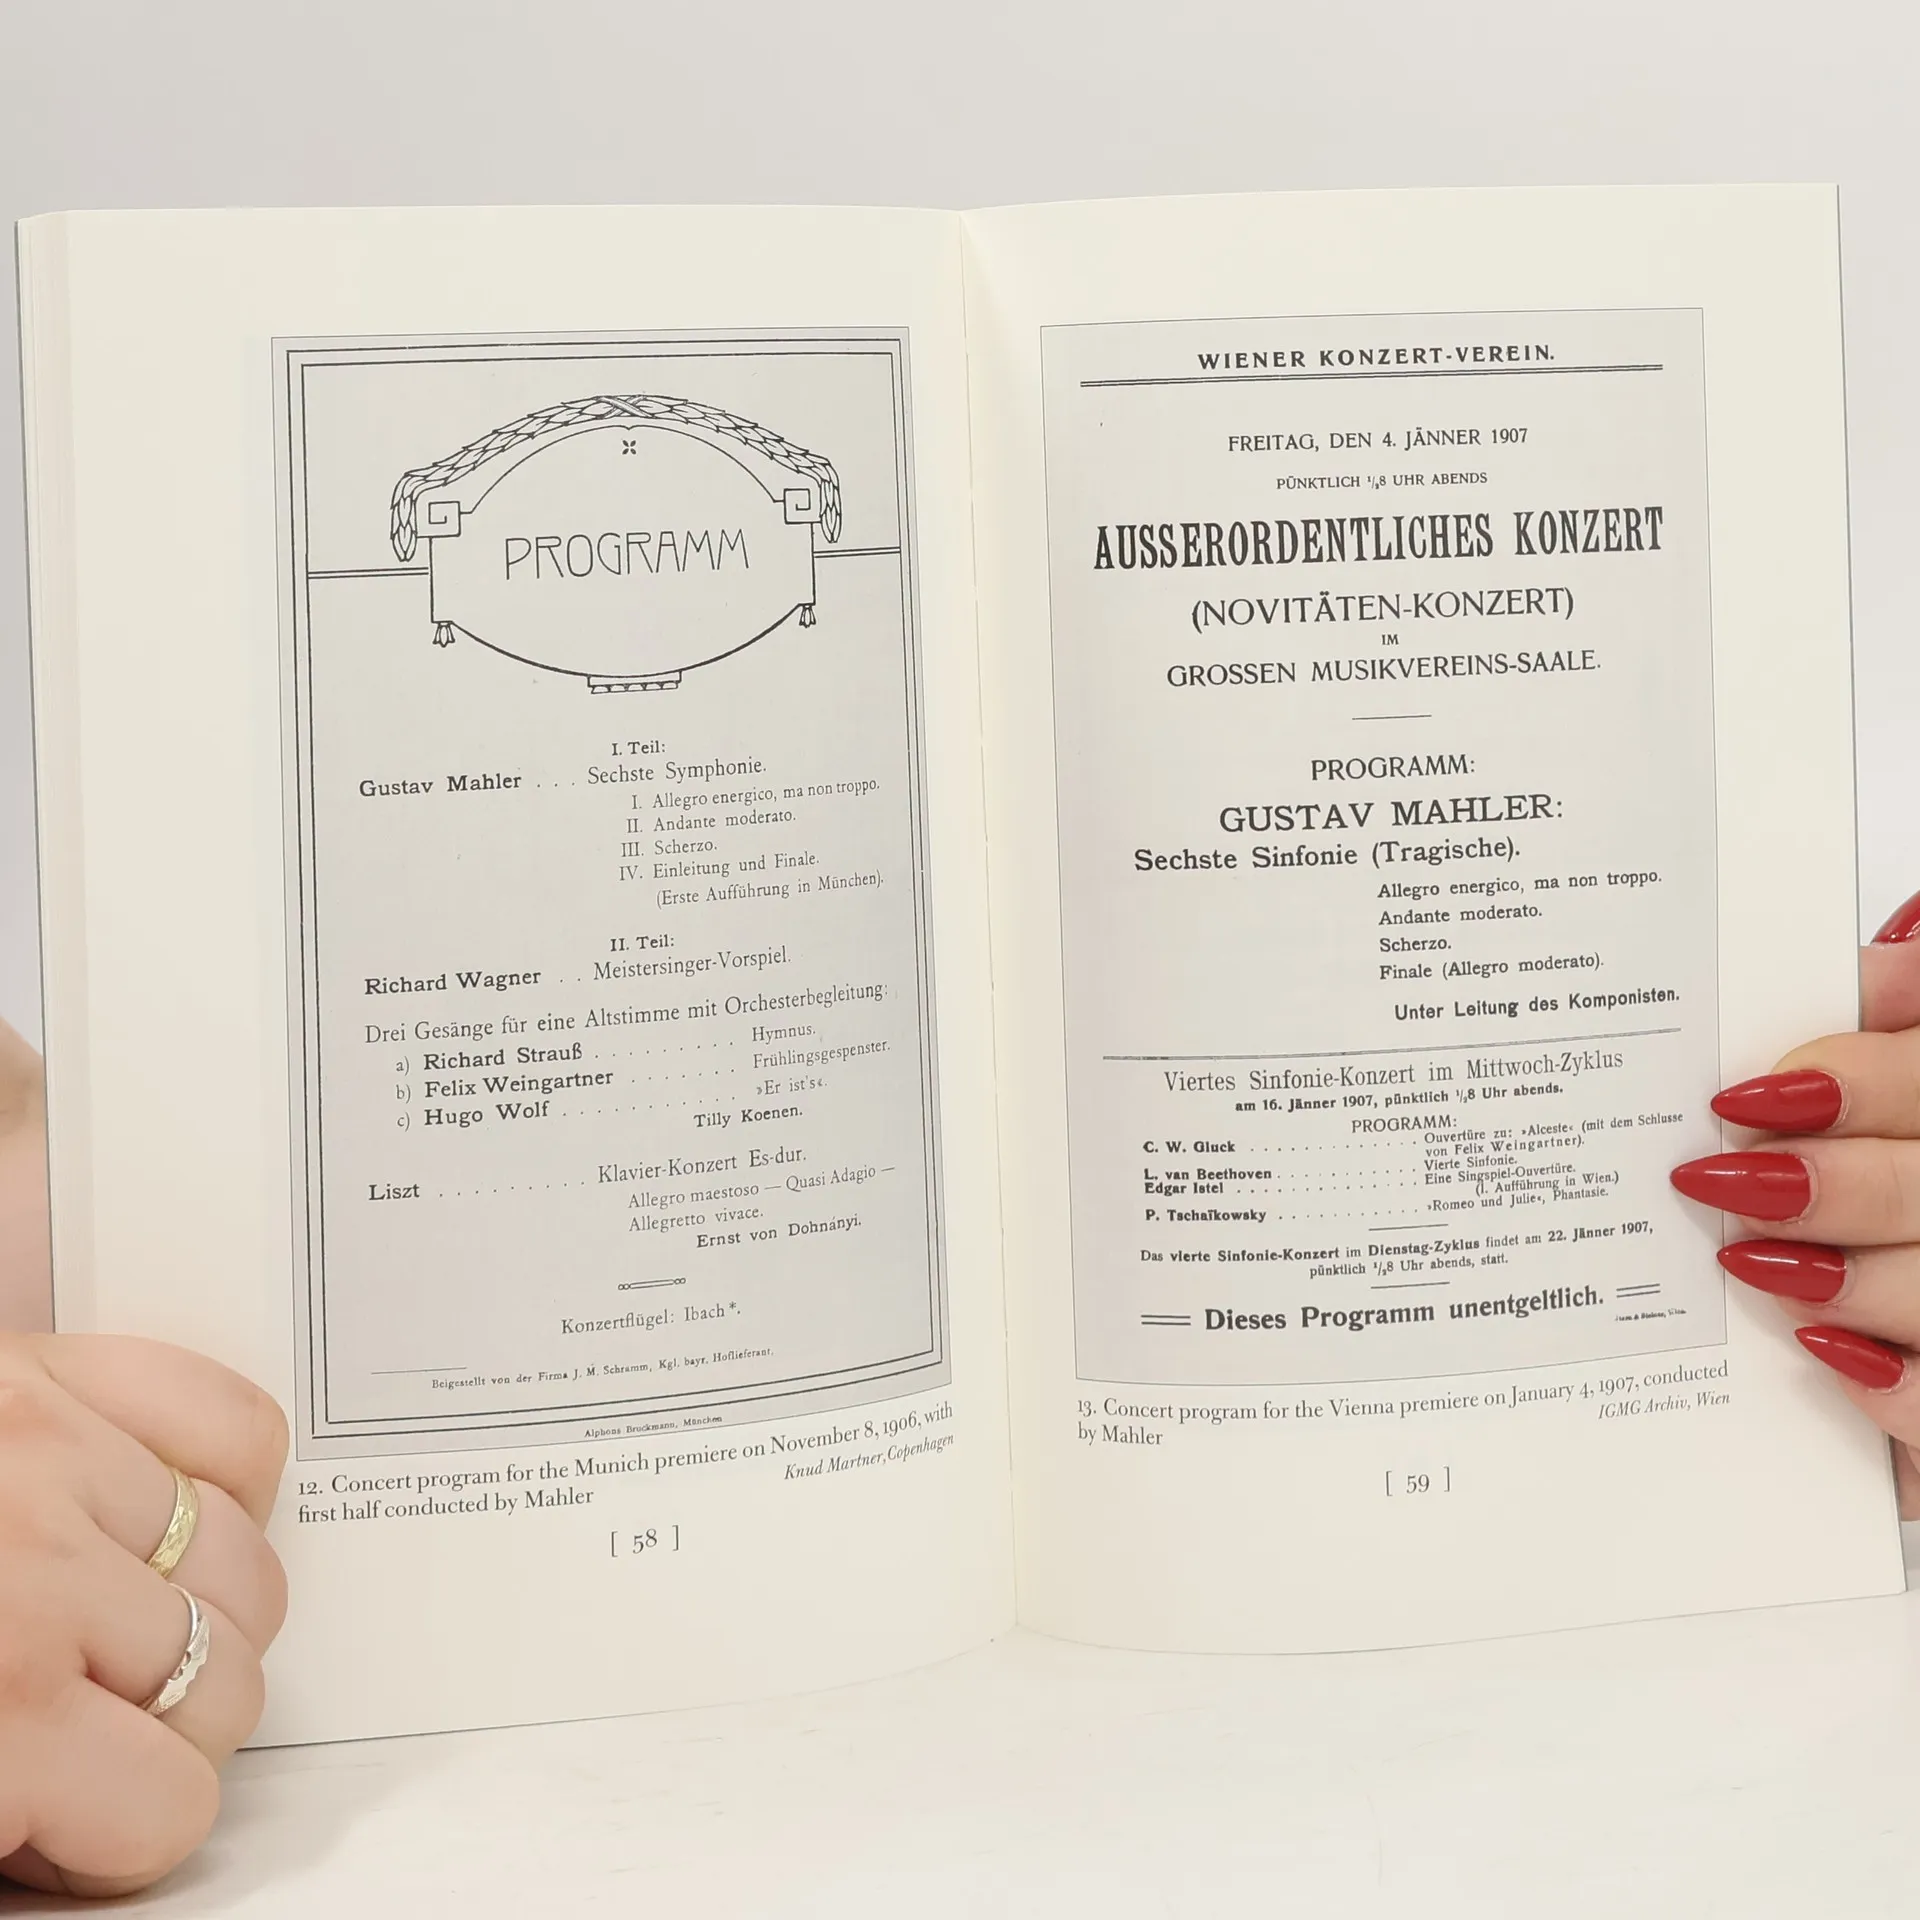 PROGRAMM
I. Teil:
Gustav Mahler . . . Sechste Symphonie.
I. Allegro energico, ma non troppo.
II. Andante moderato.
III. Scherzo.
IV. Einleitung und Finale.
(Erste Aufführung in München).
II. Teil:
Richard Wagner . . Meistersinger-Vorspiel.
Drei Gesänge für eine Altstimme mit Orchesterbegleitung:
a) Richard Strauß . . . . . . . . . Hymnus.
b) Felix Weingartner . . . . . . . Frühlingsgespenster.
c) Hugo Wolf . . . . . . . . . . . »Er ist's«.
Tilly Koenen.
Liszt . . . . . . . . . Klavier-Konzert Es-dur.
Allegro maestoso — Quasi Adagio —
Allegretto vivace.
Ernst von Dohnányi.
Konzertflügel: Ibach*.
Beigestellt von der Firma J. M. Schramm, Kgl. bayr. Hoflieferant.
Alphons Bruckmann, München
12. Concert program for the Munich premiere on November 8, 1906, with
first half conducted by Mahler
Knud Martner, Copenhagen
[ 58 ]
WIENER KONZERT-VEREIN.
FREITAG, DEN 4. JÄNNER 1907
PÜNKTLICH 1/28 UHR ABENDS
AUSSERORDENTLICHES KONZERT
(NOVITÄTEN-KONZERT)
IM
GROSSEN MUSIKVEREINS-SAALE.
PROGRAMM:
GUSTAV MAHLER:
Sechste Sinfonie (Tragische).
Allegro energico, ma non troppo.
Andante moderato.
Scherzo.
Finale (Allegro moderato).
Unter Leitung des Komponisten.
Viertes Sinfonie-Konzert im Mittwoch-Zyklus
am 16. Jänner 1907, pünktlich 1/28 Uhr abends.
PROGRAMM:
C. W. Gluck . . . . . . . . . . . . . Ouvertüre zu: »Alceste« (mit dem Schlusse
von Felix Weingartner).
L. van Beethoven . . . . . . . . . . . Vierte Sinfonie.
Edgar Istel . . . . . . . . . . . . . . Eine Singspiel-Ouvertüre.
(1. Aufführung in Wien.)
P. Tschaïkowsky . . . . . . . . . . . »Romeo und Julie«, Phantasie.
Das vierte Sinfonie-Konzert im Dienstag-Zyklus findet am 22. Jänner 1907,
pünktlich 1/28 Uhr abends, statt.
Dieses Programm unentgeltlich.
13. Concert program for the Vienna premiere on January 4, 1907, conducted
by Mahler
IGMG Archiv, Wien
[ 59 ]